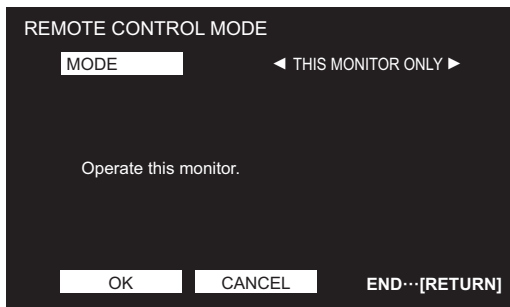 REMOTE CONTROL MODE
MODE ◄ THIS MONITOR ONLY ►
Operate this monitor.
OK CANCEL END···[RETURN]